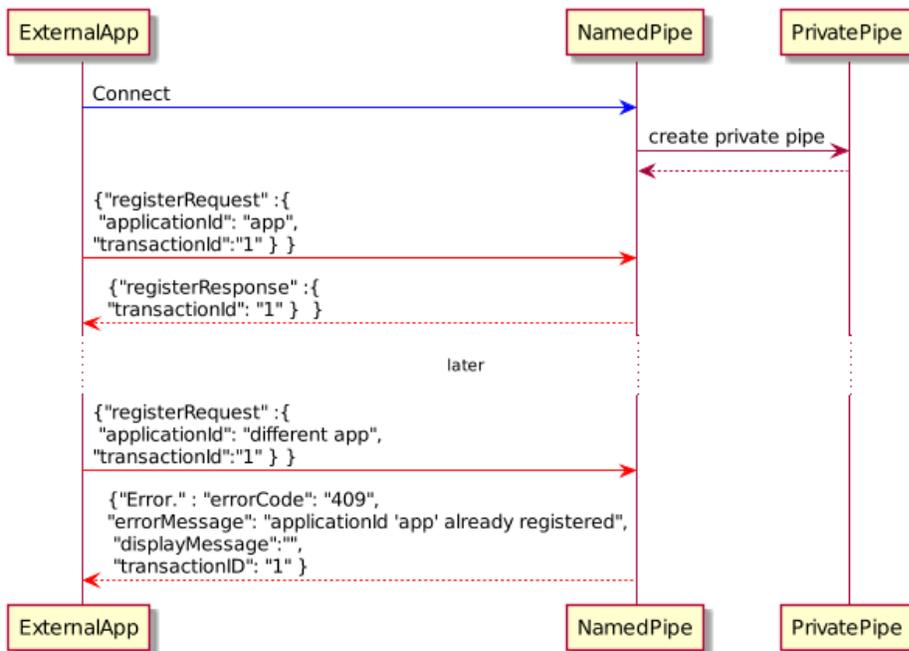 ExternalApp NamedPipe PrivatePipe
Connect
create private pipe
{"registerRequest" :{
"applicationId": "app",
"transactionId":"1" } }
{"registerResponse" :{
"transactionId": "1" }  }
later
{"registerRequest" :{
"applicationId": "different app",
"transactionId":"1" } }
{"Error." : "errorCode": "409",
"errorMessage": "applicationId 'app' already registered",
"displayMessage":"",
"transactionID": "1" }
ExternalApp NamedPipe PrivatePipe